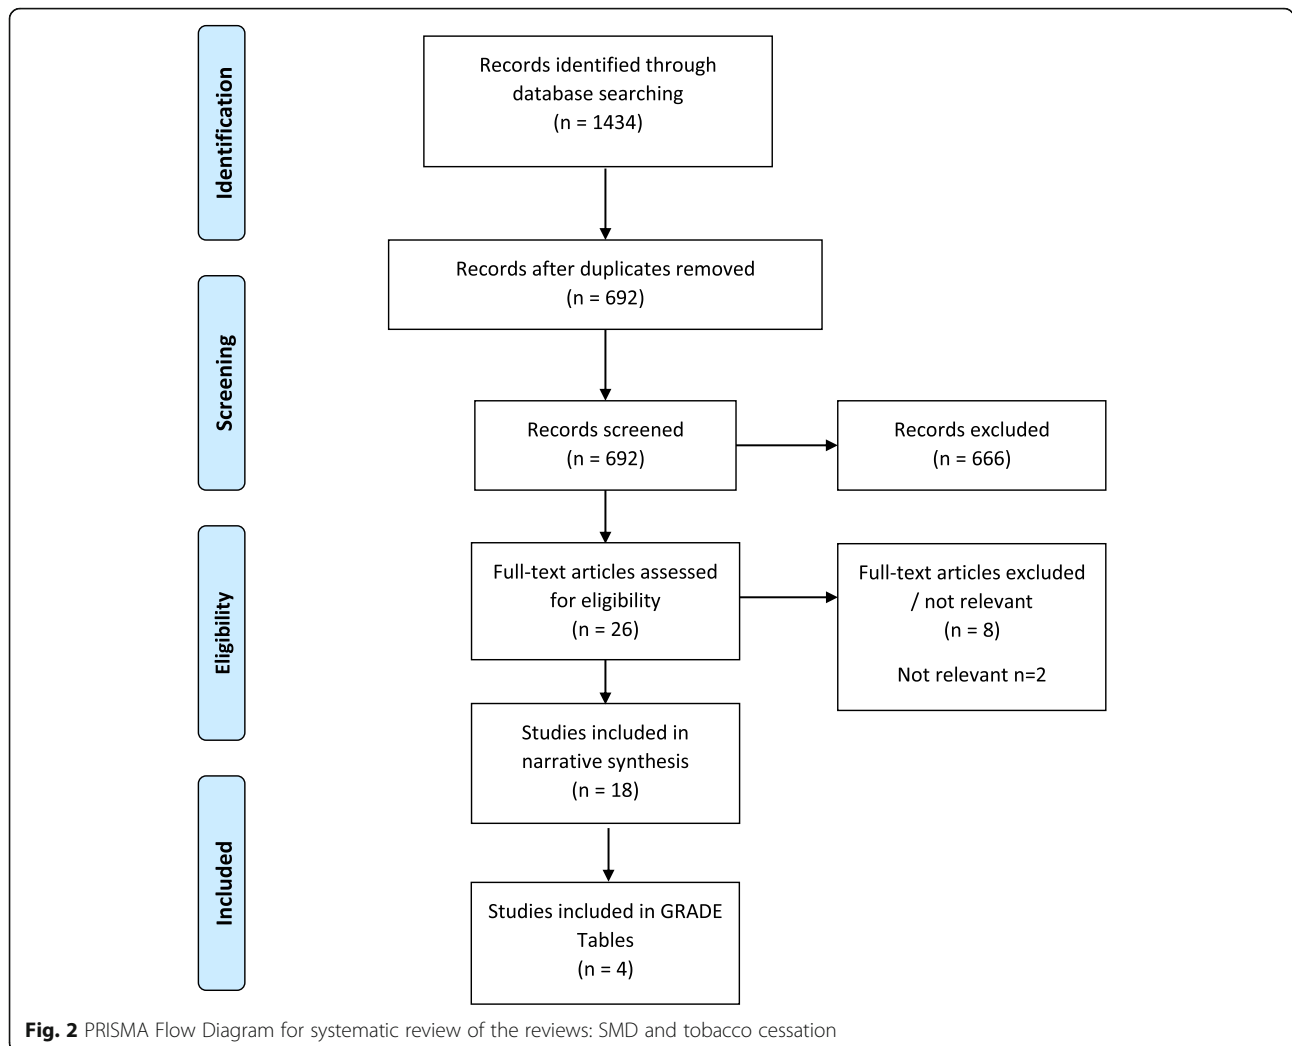 Identification
Records identified through
database searching
(n = 1434)
Records after duplicates removed
(n = 692)
Screening
Records screened
(n = 692)
Records excluded
(n = 666)
Eligibility
Full-text articles assessed
for eligibility
(n = 26)
Full-text articles excluded
/ not relevant
(n = 8)
Not relevant n=2
Studies included in
narrative synthesis
(n = 18)
Included
Studies included in GRADE
Tables
(n = 4)
Fig. 2 PRISMA Flow Diagram for systematic review of the reviews: SMD and tobacco cessation